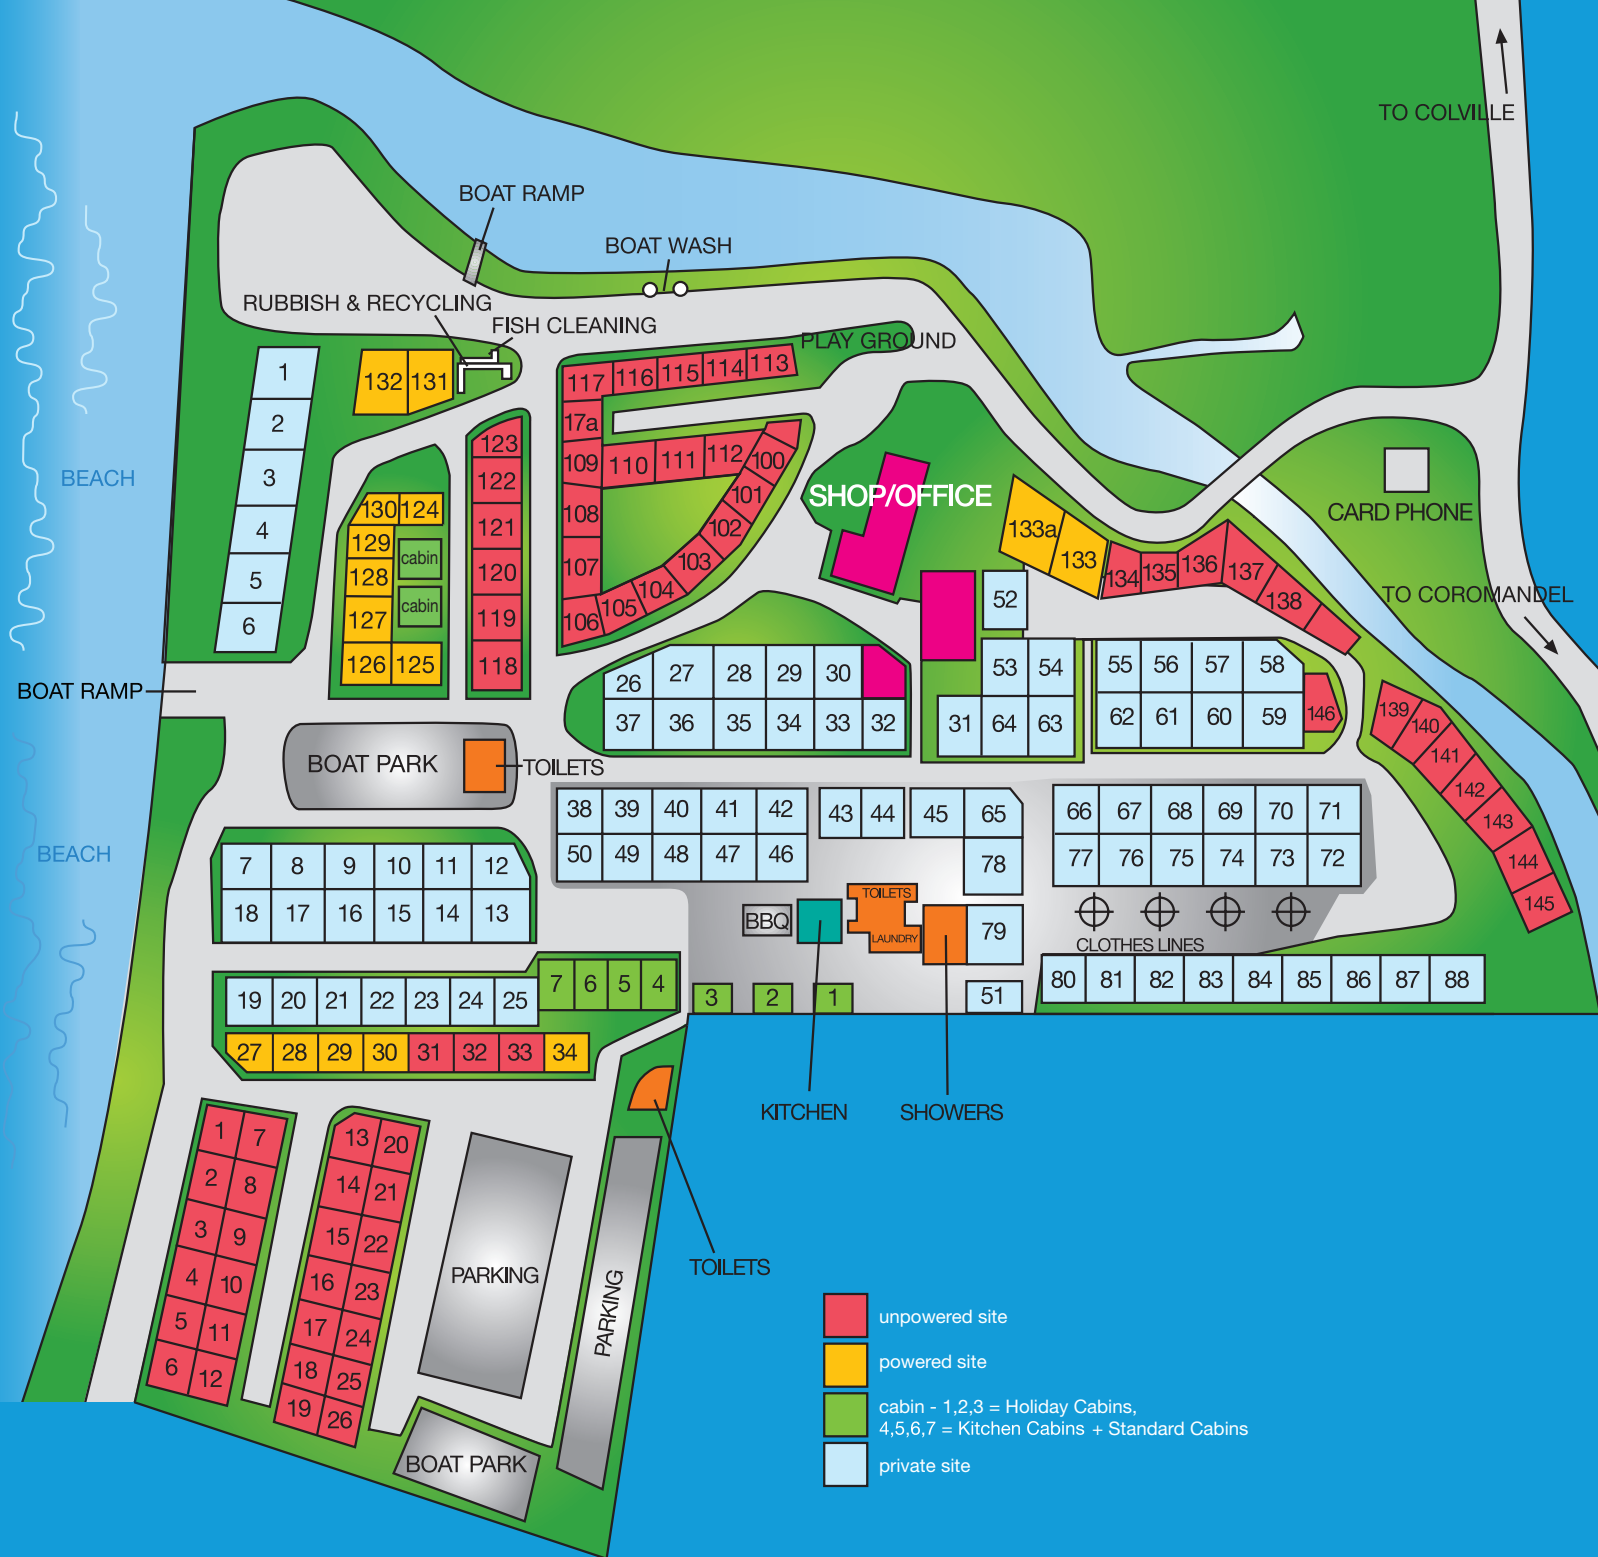 TO COLVILLE
BOAT RAMP
BOAT WASH
RUBBISH & RECYCLING
FISH CLEANING
PLAY GROUND
1
2
3
4
5
6
132 131
117 116 115 114 113
17a
109 110 111 112 100
101
108
102
107
103
104
105
106
123
122
121
120
119
118
130 124
129
cabin
128
cabin
127
126 125
BEACH
SHOP/OFFICE
CARD PHONE
TO COROMANDEL
133a
133
134 135 136 137
138
52
53 54
31 64 63
55 56 57 58
62 61 60 59
146
26 27 28 29 30
37 36 35 34 33 32
139
140
141
142
143
144
145
BOAT RAMP
BOAT PARK
TOILETS
BEACH
38 39 40 41 42
50 49 48 47 46
43 44
45 65
78
66 67 68 69 70 71
77 76 75 74 73 72
7 8 9 10 11 12
18 17 16 15 14 13
BBQ
TOILETS
LAUNDRY
79
CLOTHES LINES
80 81 82 83 84 85 86 87 88
51
19 20 21 22 23 24 25
7 6 5 4
3 2 1
27 28 29 30 31 32 33 34
KITCHEN
SHOWERS
TOILETS
1 7
2 8
3 9
4 10
5 11
6 12
13 20
14 21
15 22
16 23
17 24
18 25
19 26
PARKING
PARKING
BOAT PARK
unpowered site
powered site
cabin - 1,2,3 = Holiday Cabins,
4,5,6,7 = Kitchen Cabins + Standard Cabins
private site